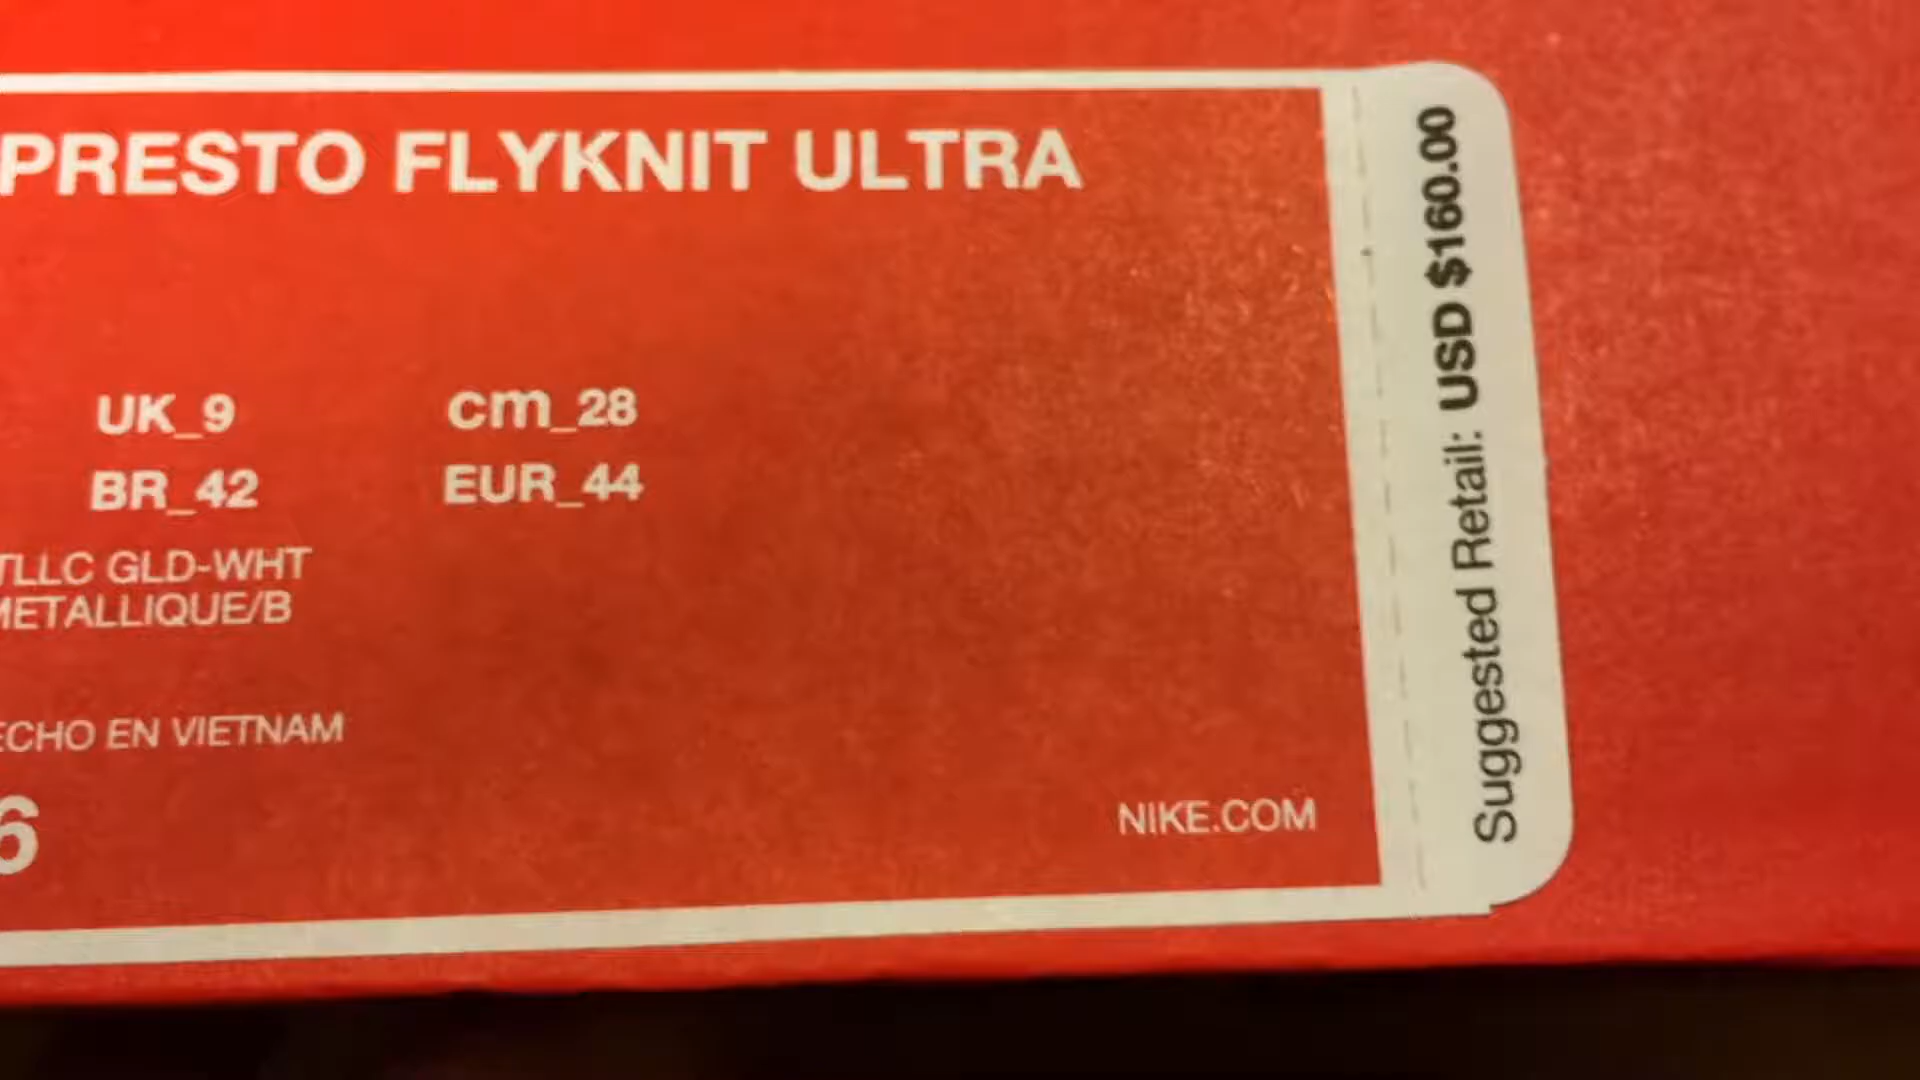 PRESTO FLYKNIT ULTRA
UK_9 cm_28
BR_42 EUR_44
TLLC GLD-WHT
METALLIQUE/B
ECHO EN VIETNAM
6
NIKE.COM
Suggested Retail: USD $160.00